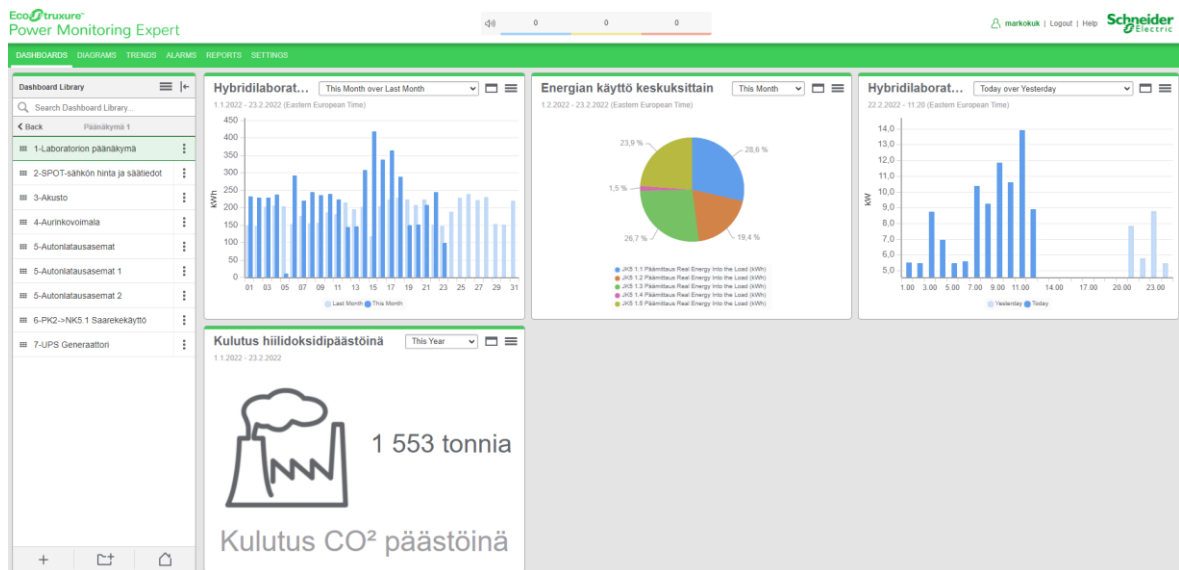 EcoStruxure™
Power Monitoring Expert
0 0 0
markokuk | Logout | Help
Schneider Electric
DASHBOARDS DIAGRAMS TRENDS ALARMS REPORTS SETTINGS
Dashboard Library
Search Dashboard Library...
Back Päänäkymä 1
1-Laboratorion päänäkymä
2-SPOT-sähkön hinta ja säätiedot
3-Akusto
4-Aurinkovoimala
5-Autonlatausasemat
5-Autonlatausasemat 1
5-Autonlatausasemat 2
6-PK2->NK5.1 Saarekekäyttö
7-UPS Generaattori
Hybridilaborat... This Month over Last Month
1.1.2022 - 23.2.2022 (Eastern European Time)
450
400
350
300
250
200
150
100
50
0
kWh
01 03 05 07 09 11 13 15 17 19 21 23 25 27 29 31
Last Month This Month
Energian käyttö keskuksittain This Month
1.2.2022 - 23.2.2022 (Eastern European Time)
23,9 %
28,6 %
1,5 %
26,7 %
19,4 %
JK5 1.1 Päämittaus Real Energy Into the Load (kWh)
JK5 1.2 Päämittaus Real Energy Into the Load (kWh)
JK5 1.3 Päämittaus Real Energy Into the Load (kWh)
JK5 1.4 Päämittaus Real Energy Into the Load (kWh)
JK5 1.5 Päämittaus Real Energy Into the Load (kWh)
Hybridilaborat... Today over Yesterday
22.2.2022 - 11.20 (Eastern European Time)
14,0
13,0
12,0
11,0
10,0
9,0
8,0
7,0
6,0
5,0
kW
1.00 3.00 5.00 7.00 9.00 11.00 14.00 17.00 20.00 23.00
Yesterday Today
Kulutus hiilidoksidipäästöinä This Year
1.1.2022 - 23.2.2022
1 553 tonnia
Kulutus CO² päästöinä